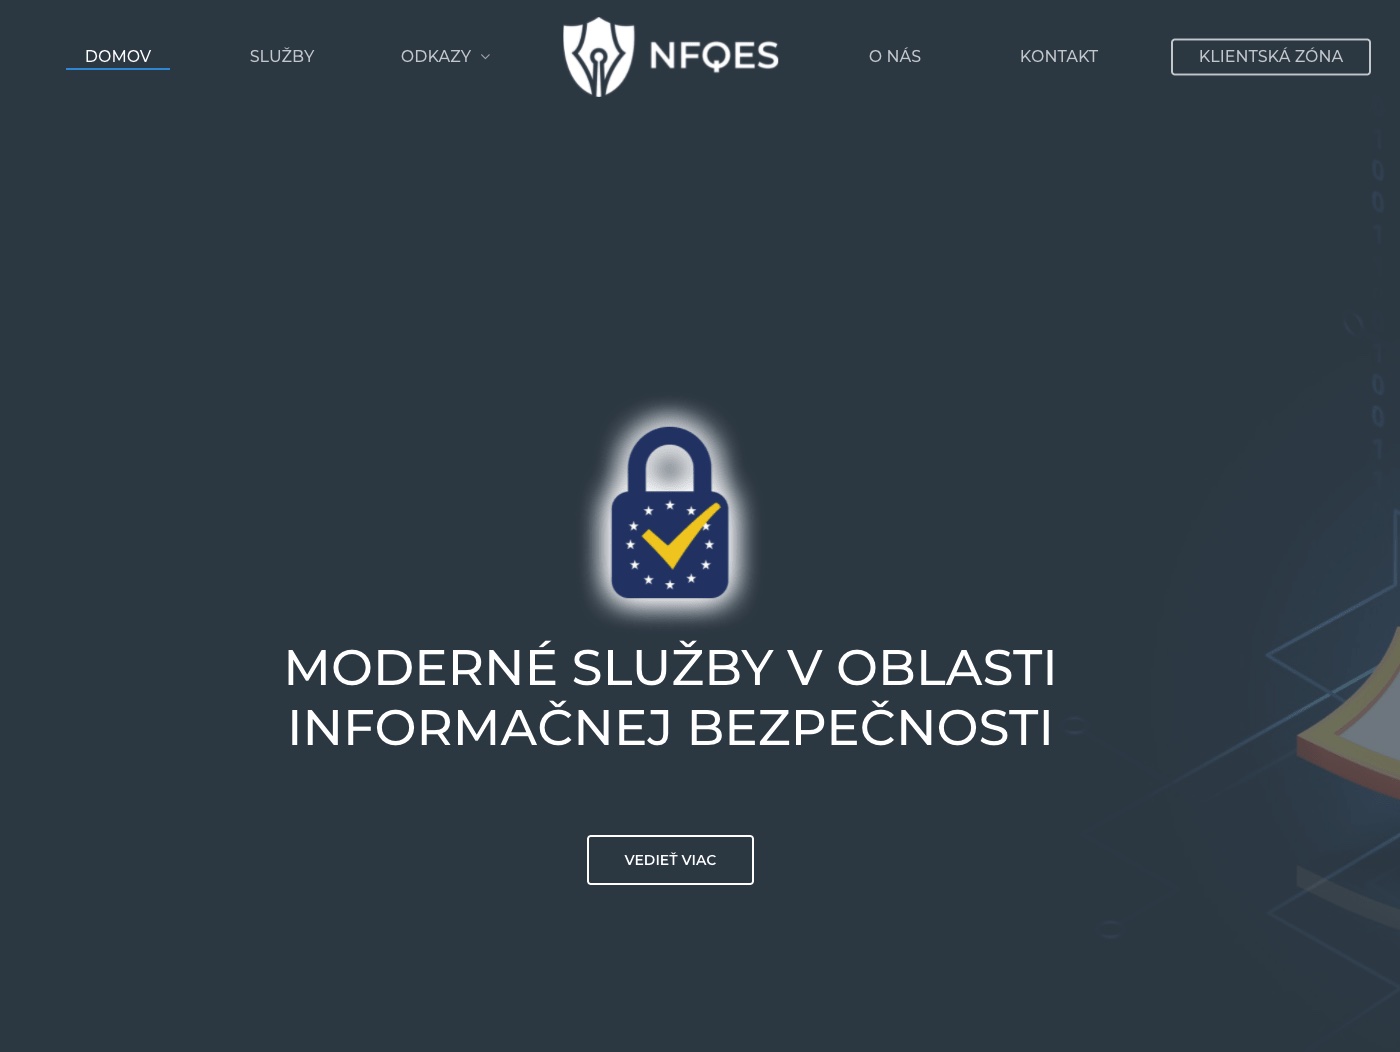 DOMOV
SLUŽBY
ODKAZY
NFQES
O NÁS
KONTAKT
KLIENTSKÁ ZÓNA
MODERNÉ SLUŽBY V OBLASTI
INFORMAČNEJ BEZPEČNOSTI
VEDIEŤ VIAC